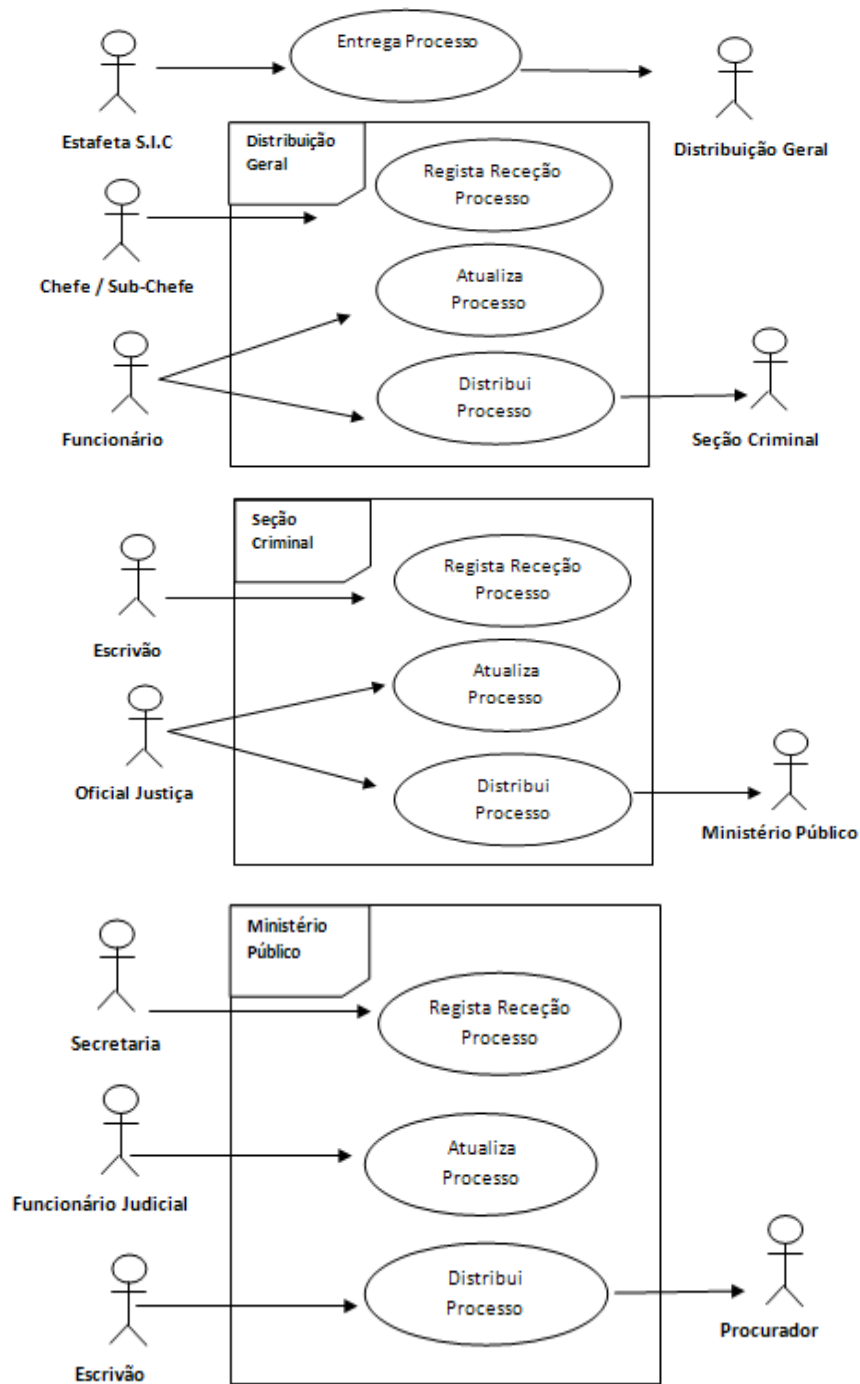 Entrega Processo
Estafeta S.I.C
Distribuição Geral
Distribuição
Geral
Regista Receção
Processo
Chefe / Sub-Chefe
Atualiza
Processo
Funcionário
Distribui
Processo
Seção Criminal
Seção
Criminal
Regista Receção
Processo
Escrivão
Atualiza
Processo
Oficial Justiça
Distribui
Processo
Ministério Público
Ministério
Público
Regista Receção
Processo
Secretaria
Atualiza
Processo
Funcionário Judicial
Distribui
Processo
Procurador
Escrivão